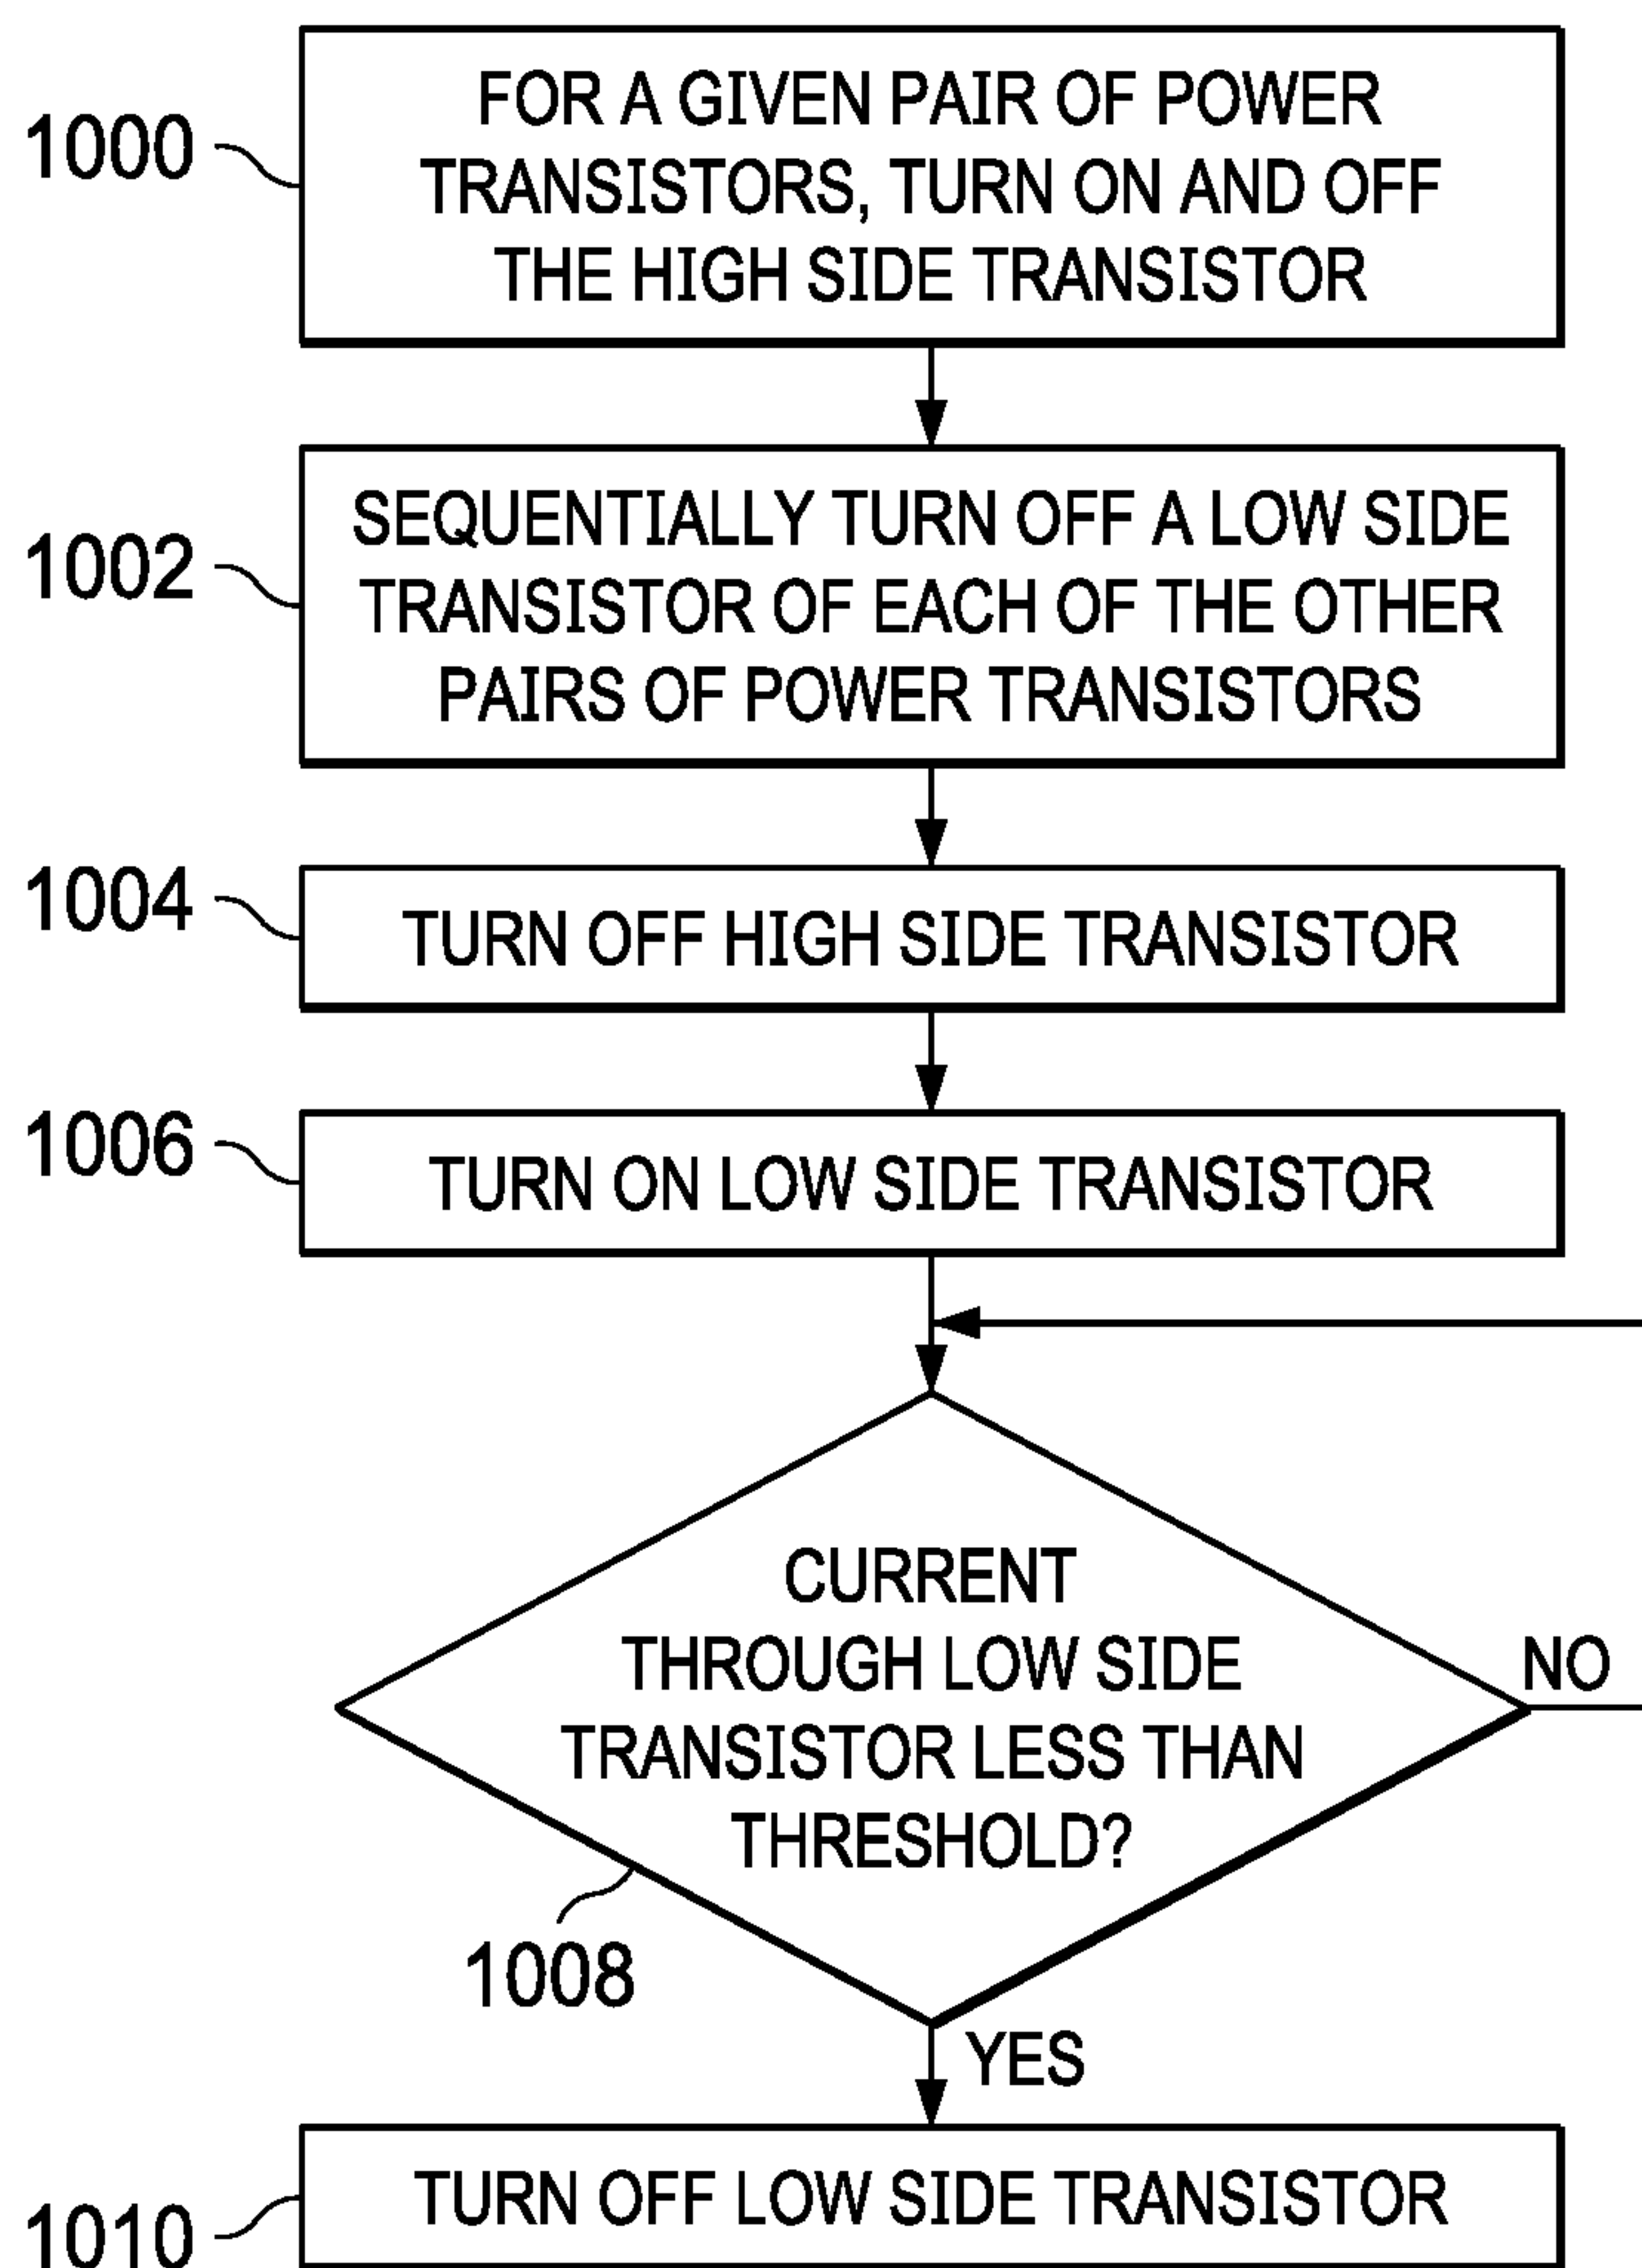 1000
FOR A GIVEN PAIR OF POWER
TRANSISTORS, TURN ON AND OFF
THE HIGH SIDE TRANSISTOR
1002
SEQUENTIALLY TURN OFF A LOW SIDE
TRANSISTOR OF EACH OF THE OTHER
PAIRS OF POWER TRANSISTORS
1004
TURN OFF HIGH SIDE TRANSISTOR
1006
TURN ON LOW SIDE TRANSISTOR
CURRENT
THROUGH LOW SIDE
TRANSISTOR LESS THAN
THRESHOLD?
NO
1008
YES
TURN OFF LOW SIDE TRANSISTOR
1010